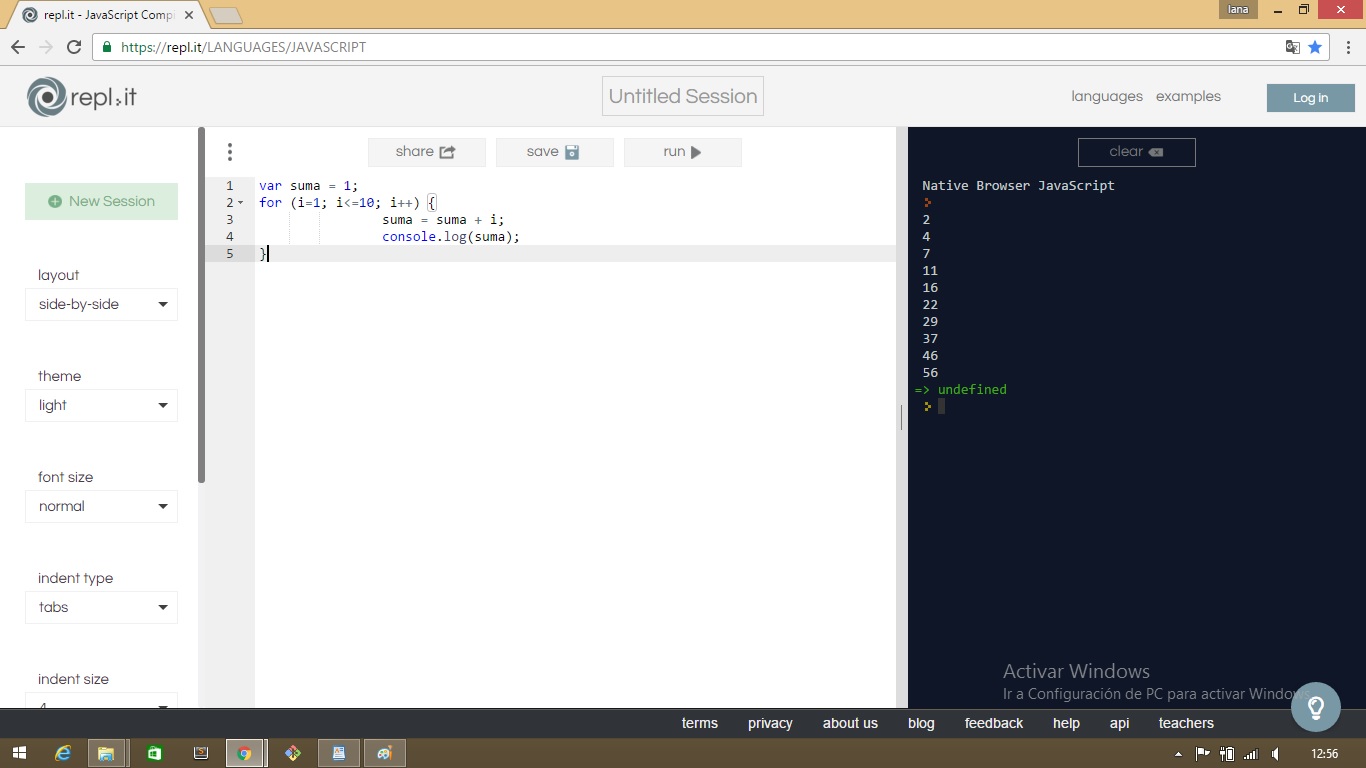 repl.it - JavaScript Compi
lana
https://repl.it/LANGUAGES/JAVASCRIPT
repl.it
Untitled Session
languages examples
Log in
New Session
layout
side-by-side
theme
light
font size
normal
indent type
tabs
indent size
4
share
save
run
1 var suma = 1;
2 for (i=1; i<=10; i++) {
3 suma = suma + i;
4 console.log(suma);
5 }
clear
Native Browser JavaScript
2
4
7
11
16
22
29
37
46
56
=> undefined
Activar Windows
Ir a Configuración de PC para activar Windows.
terms privacy about us blog feedback help api teachers
12:56